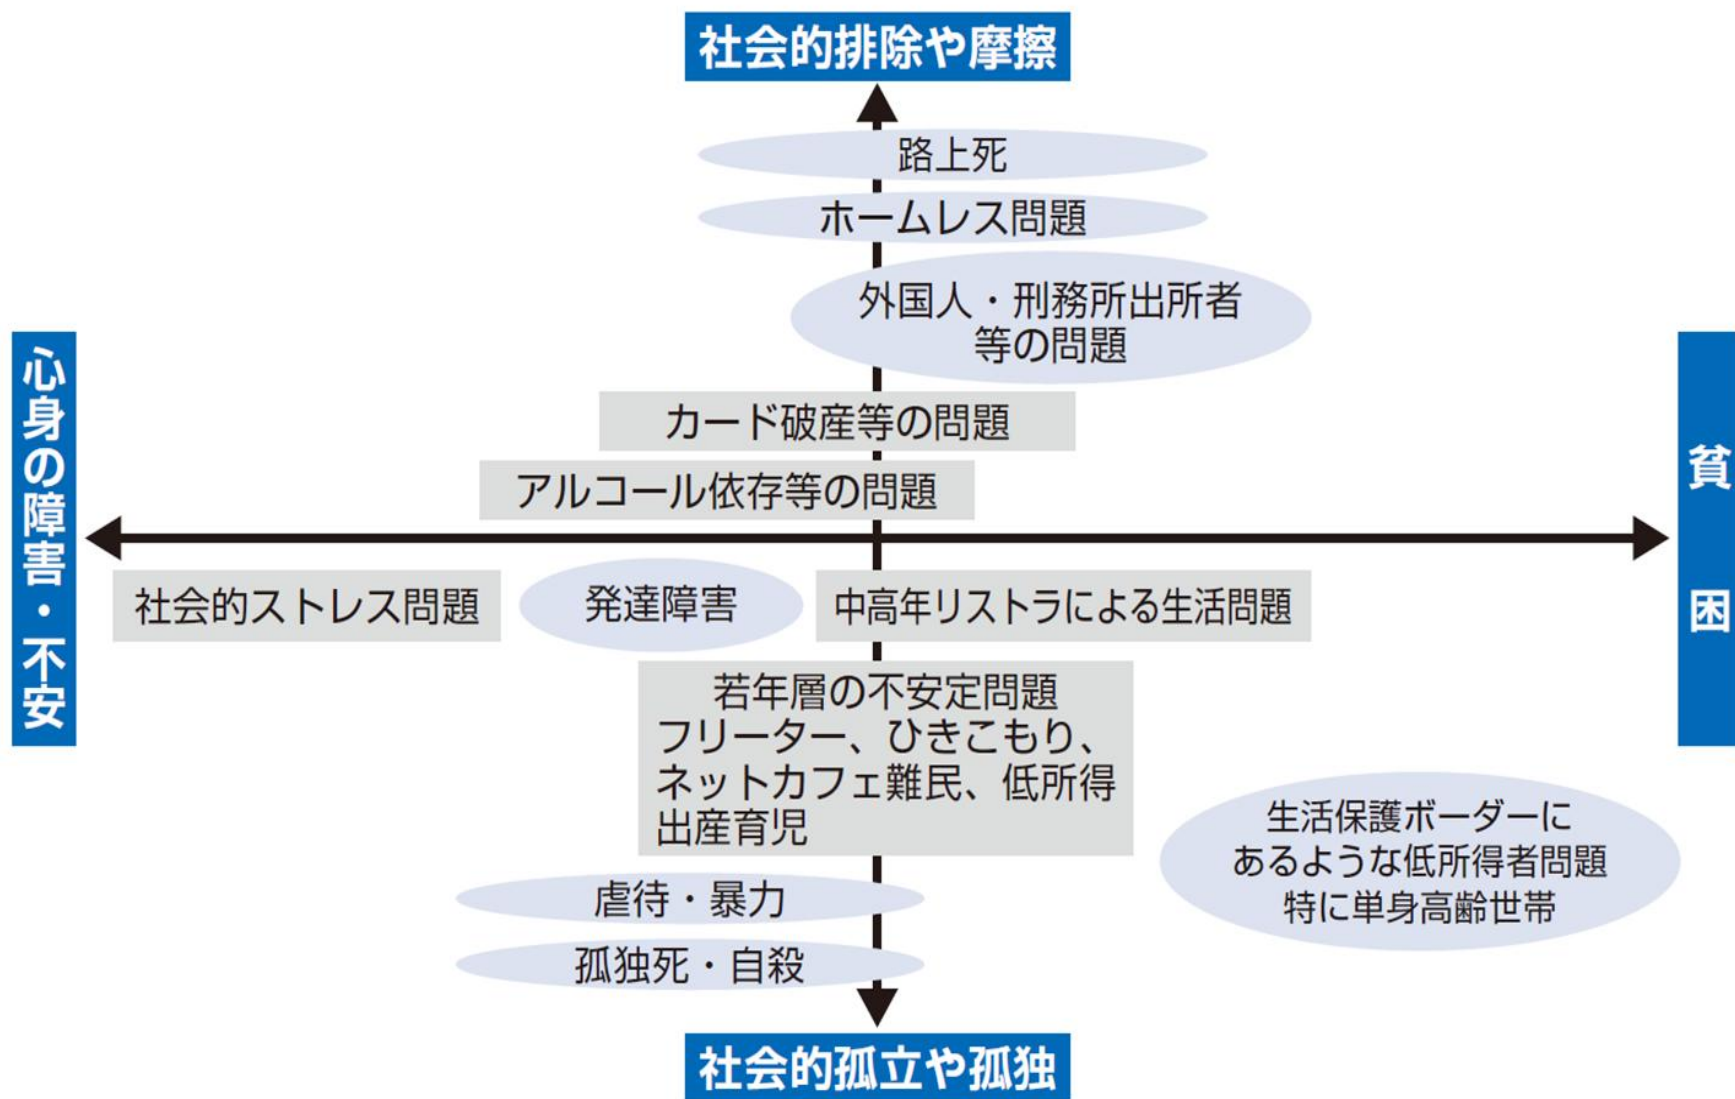 社会的排除や摩擦
路上死
ホームレス問題
外国人・刑務所出所者
等の問題
カード破産等の問題
アルコール依存等の問題
心身の障害・不安
貧困
社会的ストレス問題
発達障害
中高年リストラによる生活問題
若年層の不安定問題
フリーター、ひきこもり、
ネットカフェ難民、低所得
出産育児
生活保護ボーダーに
あるような低所得者問題
特に単身高齢世帯
虐待・暴力
孤独死・自殺
社会的孤立や孤独